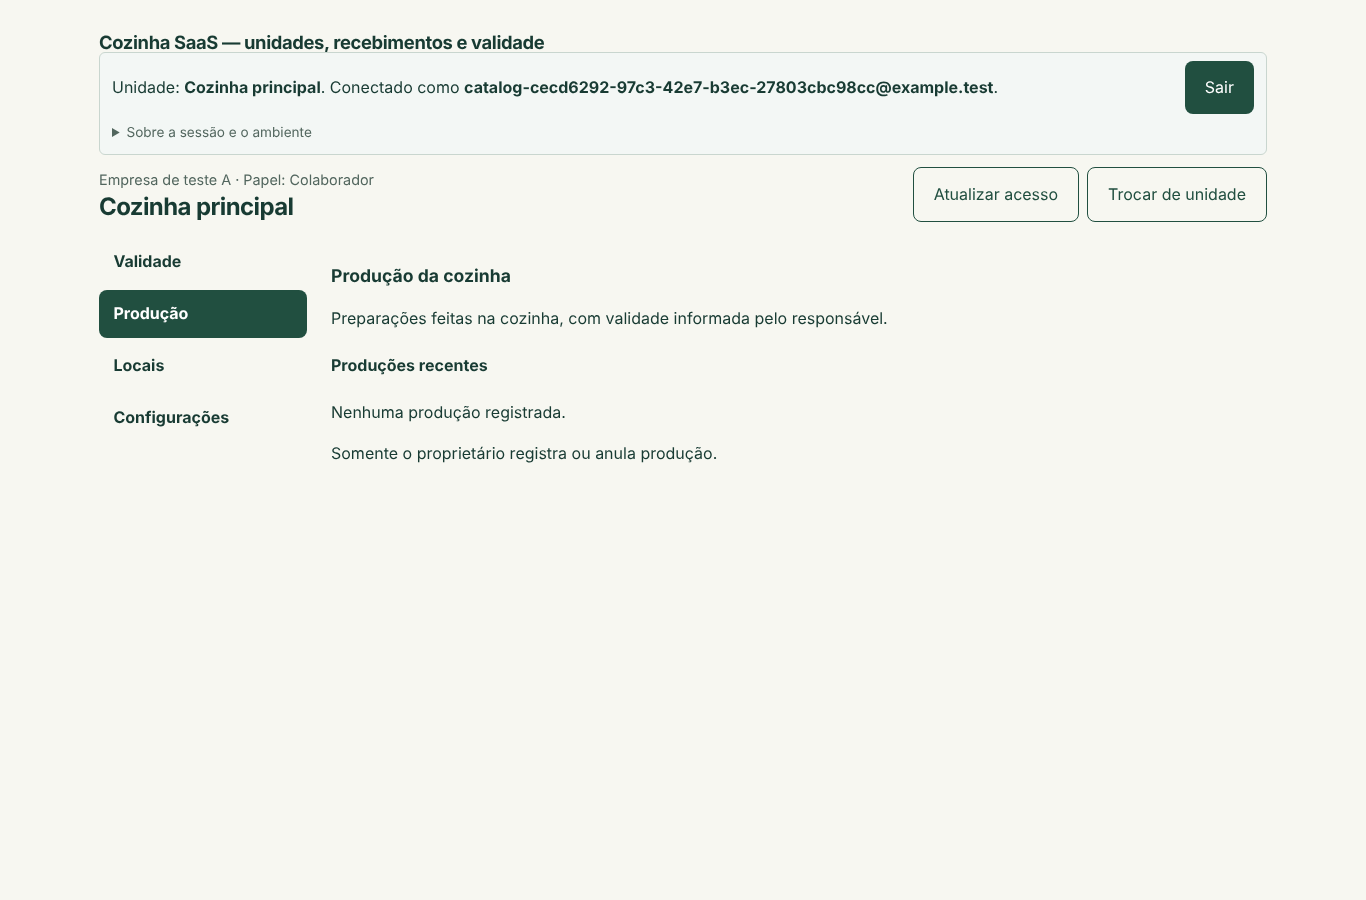 Cozinha SaaS — unidades, recebimentos e validade
Unidade: Cozinha principal. Conectado como catalog-cecd6292-97c3-42e7-b3ec-27803cbc98cc@example.test.
Sair
Sobre a sessão e o ambiente
Empresa de teste A · Papel: Colaborador
Cozinha principal
Atualizar acesso
Trocar de unidade
Validade
Produção
Locais
Configurações
Produção da cozinha
Preparações feitas na cozinha, com validade informada pelo responsável.
Produções recentes
Nenhuma produção registrada.
Somente o proprietário registra ou anula produção.